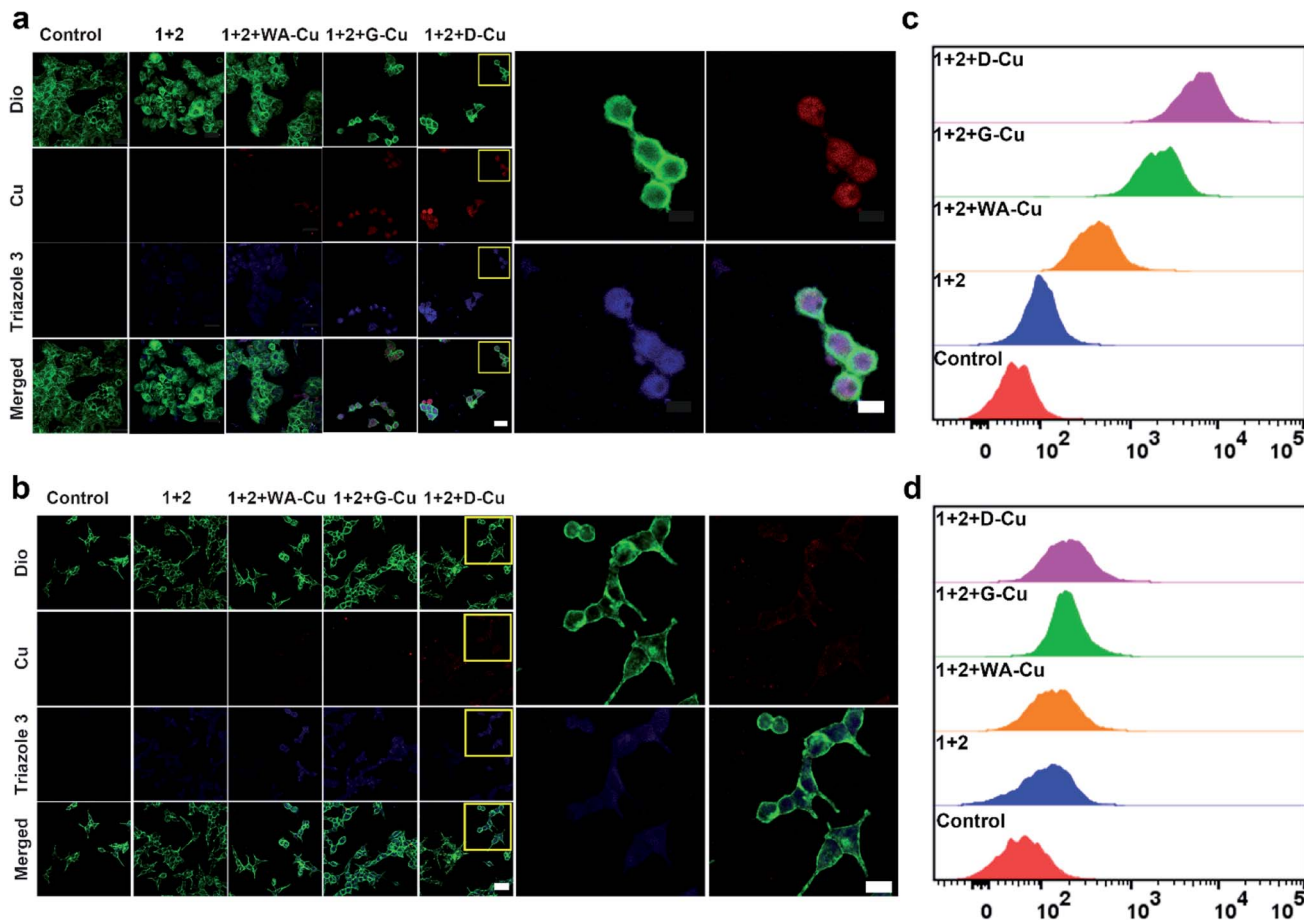 a
Control 1+2 1+2+WA-Cu 1+2+G-Cu 1+2+D-Cu
Dio
Cu
Triazole 3
Merged
b
Control 1+2 1+2+WA-Cu 1+2+G-Cu 1+2+D-Cu
Dio
Cu
Triazole 3
Merged
c
1+2+D-Cu
1+2+G-Cu
1+2+WA-Cu
1+2
Control
0 10² 10³ 10⁴ 10⁵
d
1+2+D-Cu
1+2+G-Cu
1+2+WA-Cu
1+2
Control
0 10² 10³ 10⁴ 10⁵